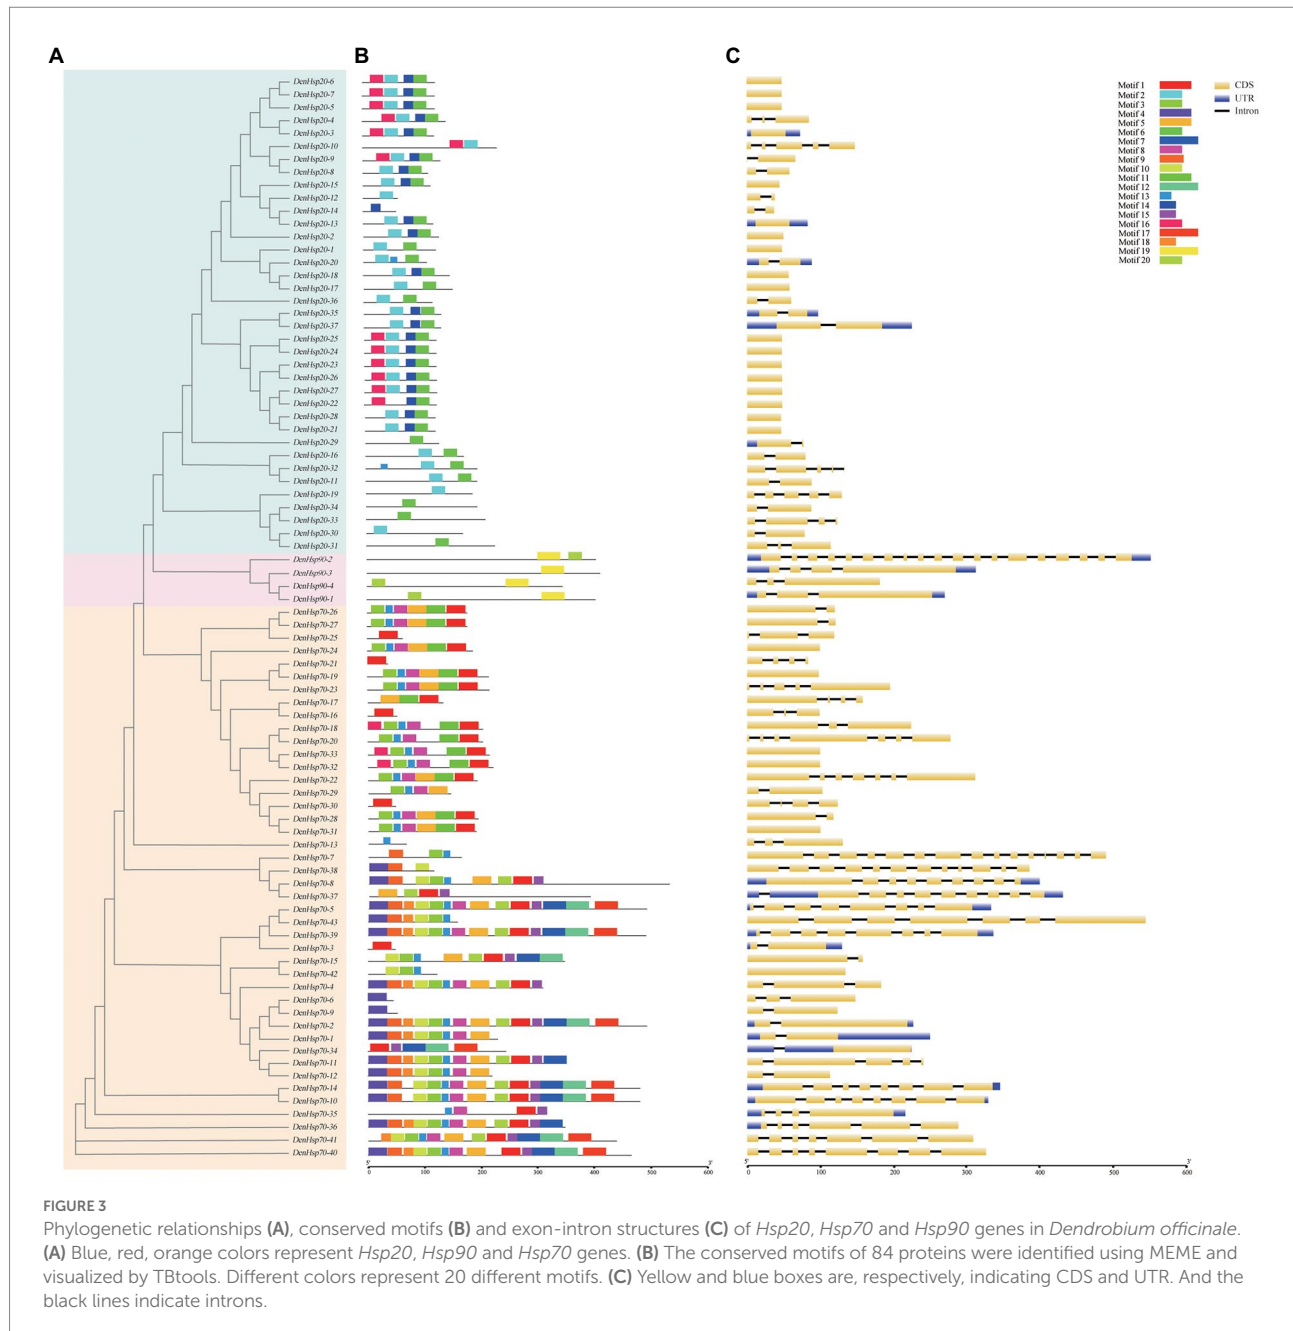 A
B
C
DenHsp20-6
DenHsp20-7
DenHsp20-5
DenHsp20-4
DenHsp20-3
DenHsp20-10
DenHsp20-9
DenHsp20-8
DenHsp20-15
DenHsp20-12
DenHsp20-14
DenHsp20-13
DenHsp20-2
DenHsp20-1
DenHsp20-20
DenHsp20-18
DenHsp20-17
DenHsp20-36
DenHsp20-35
DenHsp20-37
DenHsp20-25
DenHsp20-24
DenHsp20-23
DenHsp20-26
DenHsp20-27
DenHsp20-22
DenHsp20-28
DenHsp20-21
DenHsp20-29
DenHsp20-16
DenHsp20-32
DenHsp20-11
DenHsp20-19
DenHsp20-34
DenHsp20-33
DenHsp20-30
DenHsp20-31
DenHsp90-2
DenHsp90-3
DenHsp90-4
DenHsp90-1
DenHsp70-26
DenHsp70-27
DenHsp70-25
DenHsp70-24
DenHsp70-21
DenHsp70-19
DenHsp70-23
DenHsp70-17
DenHsp70-16
DenHsp70-18
DenHsp70-20
DenHsp70-33
DenHsp70-32
DenHsp70-22
DenHsp70-29
DenHsp70-30
DenHsp70-28
DenHsp70-31
DenHsp70-13
DenHsp70-7
DenHsp70-38
DenHsp70-8
DenHsp70-37
DenHsp70-5
DenHsp70-43
DenHsp70-39
DenHsp70-3
DenHsp70-15
DenHsp70-42
DenHsp70-4
DenHsp70-6
DenHsp70-9
DenHsp70-2
DenHsp70-1
DenHsp70-34
DenHsp70-11
DenHsp70-12
DenHsp70-14
DenHsp70-10
DenHsp70-35
DenHsp70-36
DenHsp70-41
DenHsp70-40
5' 3'
0 100 200 300 400 500 600
5' 3'
0 100 200 300 400 500 600
Motif 1
Motif 2
Motif 3
Motif 4
Motif 5
Motif 6
Motif 7
Motif 8
Motif 9
Motif 10
Motif 11
Motif 12
Motif 13
Motif 14
Motif 15
Motif 16
Motif 17
Motif 18
Motif 19
Motif 20
CDS
UTR
Intron
FIGURE 3
Phylogenetic relationships (A), conserved motifs (B) and exon-intron structures (C) of Hsp20, Hsp70 and Hsp90 genes in Dendrobium officinale.
(A) Blue, red, orange colors represent Hsp20, Hsp90 and Hsp70 genes. (B) The conserved motifs of 84 proteins were identified using MEME and
visualized by TBtools. Different colors represent 20 different motifs. (C) Yellow and blue boxes are, respectively, indicating CDS and UTR. And the
black lines indicate introns.